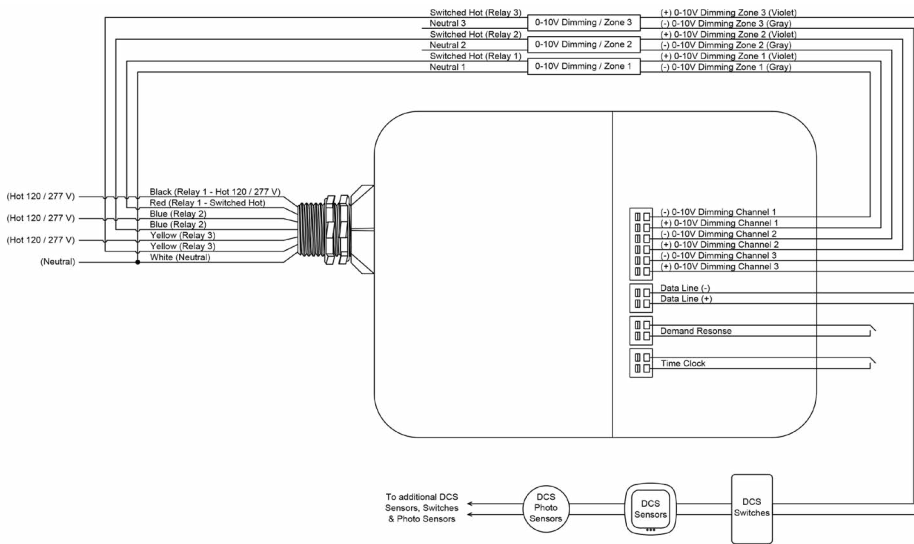 Switched Hot (Relay 3)
Neutral 3
Switched Hot (Relay 2)
Neutral 2
Switched Hot (Relay 1)
Neutral 1
0-10V Dimming / Zone 3
0-10V Dimming / Zone 2
0-10V Dimming / Zone 1
(+) 0-10V Dimming Zone 3 (Violet)
(-) 0-10V Dimming Zone 3 (Gray)
(+) 0-10V Dimming Zone 2 (Violet)
(-) 0-10V Dimming Zone 2 (Gray)
(+) 0-10V Dimming Zone 1 (Violet)
(-) 0-10V Dimming Zone 1 (Gray)
(Hot 120 / 277 V)
(Hot 120 / 277 V)
(Hot 120 / 277 V)
(Neutral)
Black (Relay 1 - Hot 120 / 277 V)
Red (Relay 1 - Switched Hot)
Blue (Relay 2)
Blue (Relay 2)
Yellow (Relay 3)
Yellow (Relay 3)
White (Neutral)
(-) 0-10V Dimming Channel 1
(+) 0-10V Dimming Channel 1
(-) 0-10V Dimming Channel 2
(+) 0-10V Dimming Channel 2
(-) 0-10V Dimming Channel 3
(+) 0-10V Dimming Channel 3
Data Line (-)
Data Line (+)
Demand Resonse
Time Clock
To additional DCS
Sensors, Switches
& Photo Sensors
DCS
Photo
Sensors
DCS
Sensors
DCS
Switches